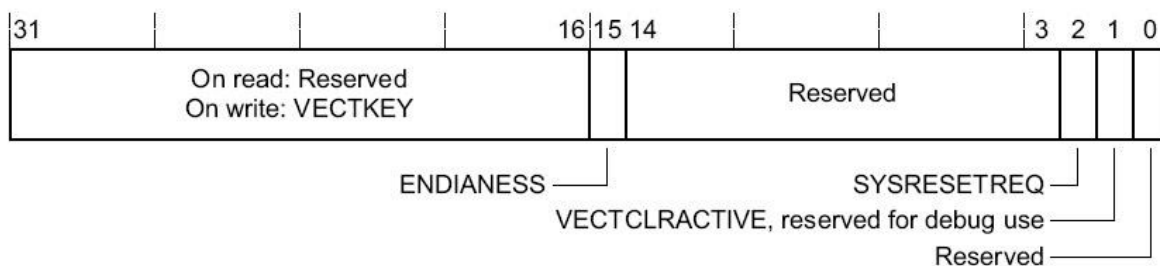 31 16 15 14 3 2 1 0
On read: Reserved
On write: VECTKEY
Reserved
ENDIANESS
SYSRESETREQ
VECTCLRACTIVE, reserved for debug use
Reserved